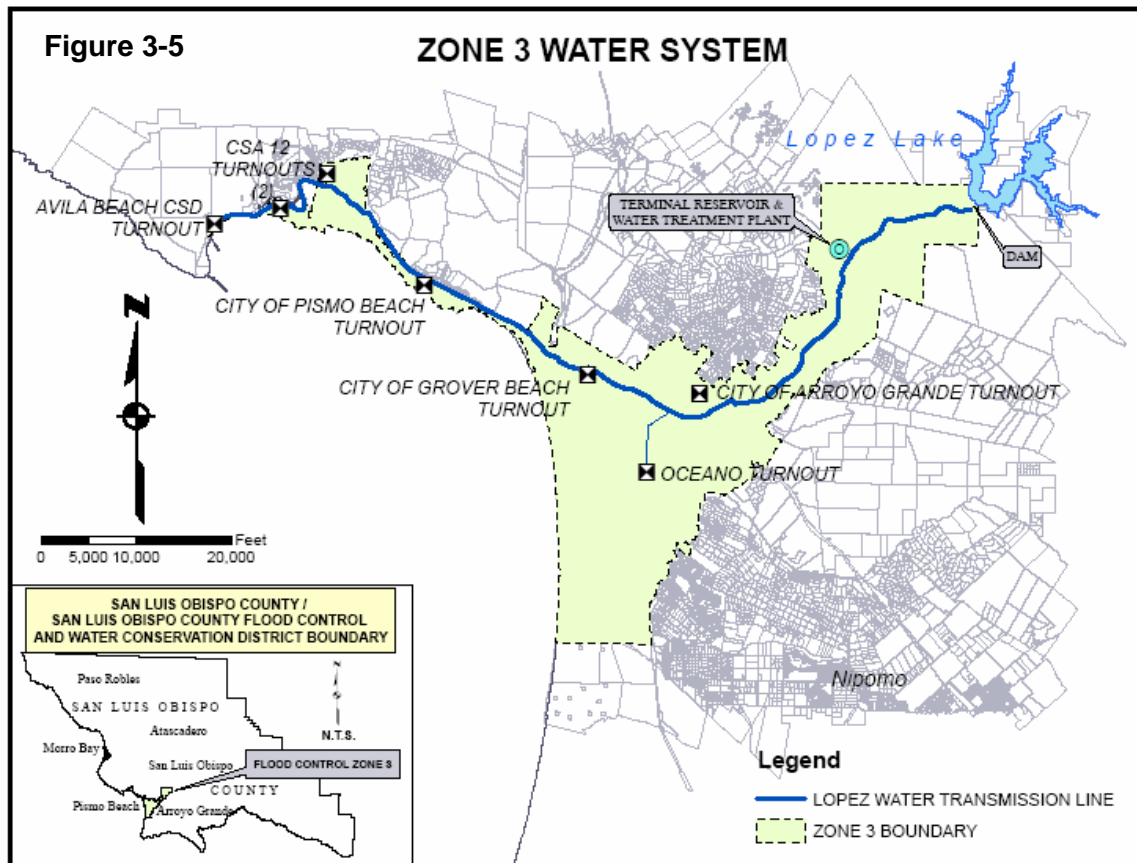 Figure 3-5
ZONE 3 WATER SYSTEM
CSA 12
TURNOUTS
(2)
AVILA BEACH CSD
TURNOUT
Lopez Lake
TERMINAL RESERVOIR &
WATER TREATMENT PLANT
DAM
CITY OF PISMO BEACH
TURNOUT
CITY OF GROVER BEACH
TURNOUT
CITY OF ARROYO GRANDE TURNOUT
OCEANO TURNOUT
N
Feet
0 5,000 10,000 20,000
Nipomo
SAN LUIS OBISPO COUNTY /
SAN LUIS OBISPO COUNTY FLOOD CONTROL
AND WATER CONSERVATION DISTRICT BOUNDARY
Paso Robles
SAN LUIS OBISPO
Atascadero
N
N.T.S.
Morro Bay
San Luis Obispo
FLOOD CONTROL ZONE 3
COUNTY
Pismo Beach
Arroyo Grande
Legend
LOPEZ WATER TRANSMISSION LINE
ZONE 3 BOUNDARY